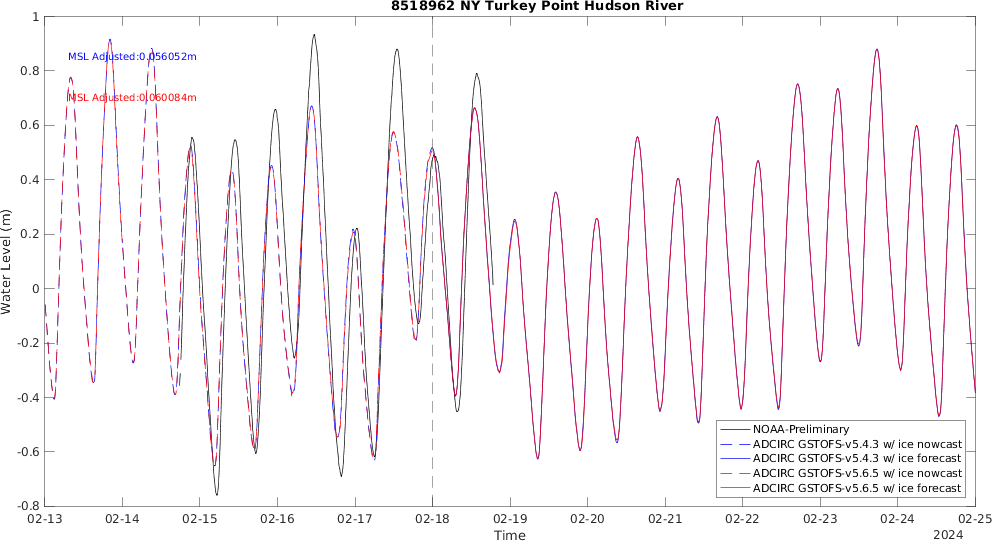 8518962 NY Turkey Point Hudson River
MSL Adjusted:0.056052m
MSL Adjusted:0.060084m
Water Level (m)
1
0.8
0.6
0.4
0.2
0
-0.2
-0.4
-0.6
-0.8
NOAA-Preliminary
ADCIRC GSTOFS-v5.4.3 w/ ice nowcast
ADCIRC GSTOFS-v5.4.3 w/ ice forecast
ADCIRC GSTOFS-v5.6.5 w/ ice nowcast
ADCIRC GSTOFS-v5.6.5 w/ ice forecast
02-13 02-14 02-15 02-16 02-17 02-18 02-19 02-20 02-21 02-22 02-23 02-24 02-25
Time
2024